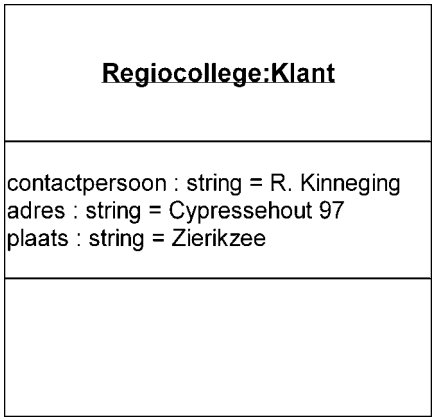 Regiocollege:Klant
contactpersoon : string = R. Kinneging
adres : string = Cypressehout 97
plaats : string = Zierikzee